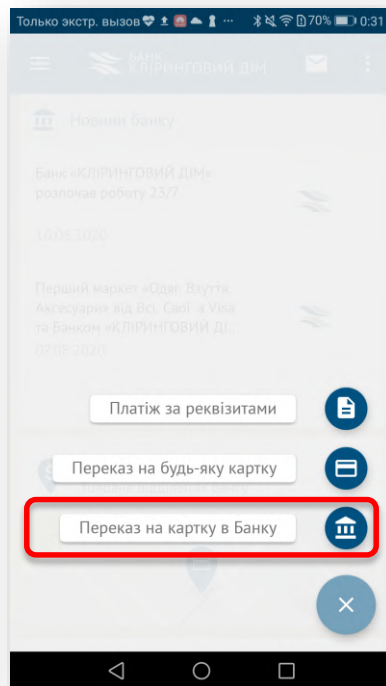 Только экстр. вызов 70% 0:31
БАНК
КЛІРИНГОВИЙ ДІМ
Новини банку
Банк «КЛІРИНГОВИЙ ДІМ»
розпочав роботу 23/7
10.08.2020
Перший маркет «Одяг. Взуття.
Аксесуари» від Всі. Свої з Visa
та Банком «КЛІРИНГОВИЙ ДІ...
07.08.2020
Платіж за реквізитами
Переказ на будь-яку картку
Переказ на картку в Банку